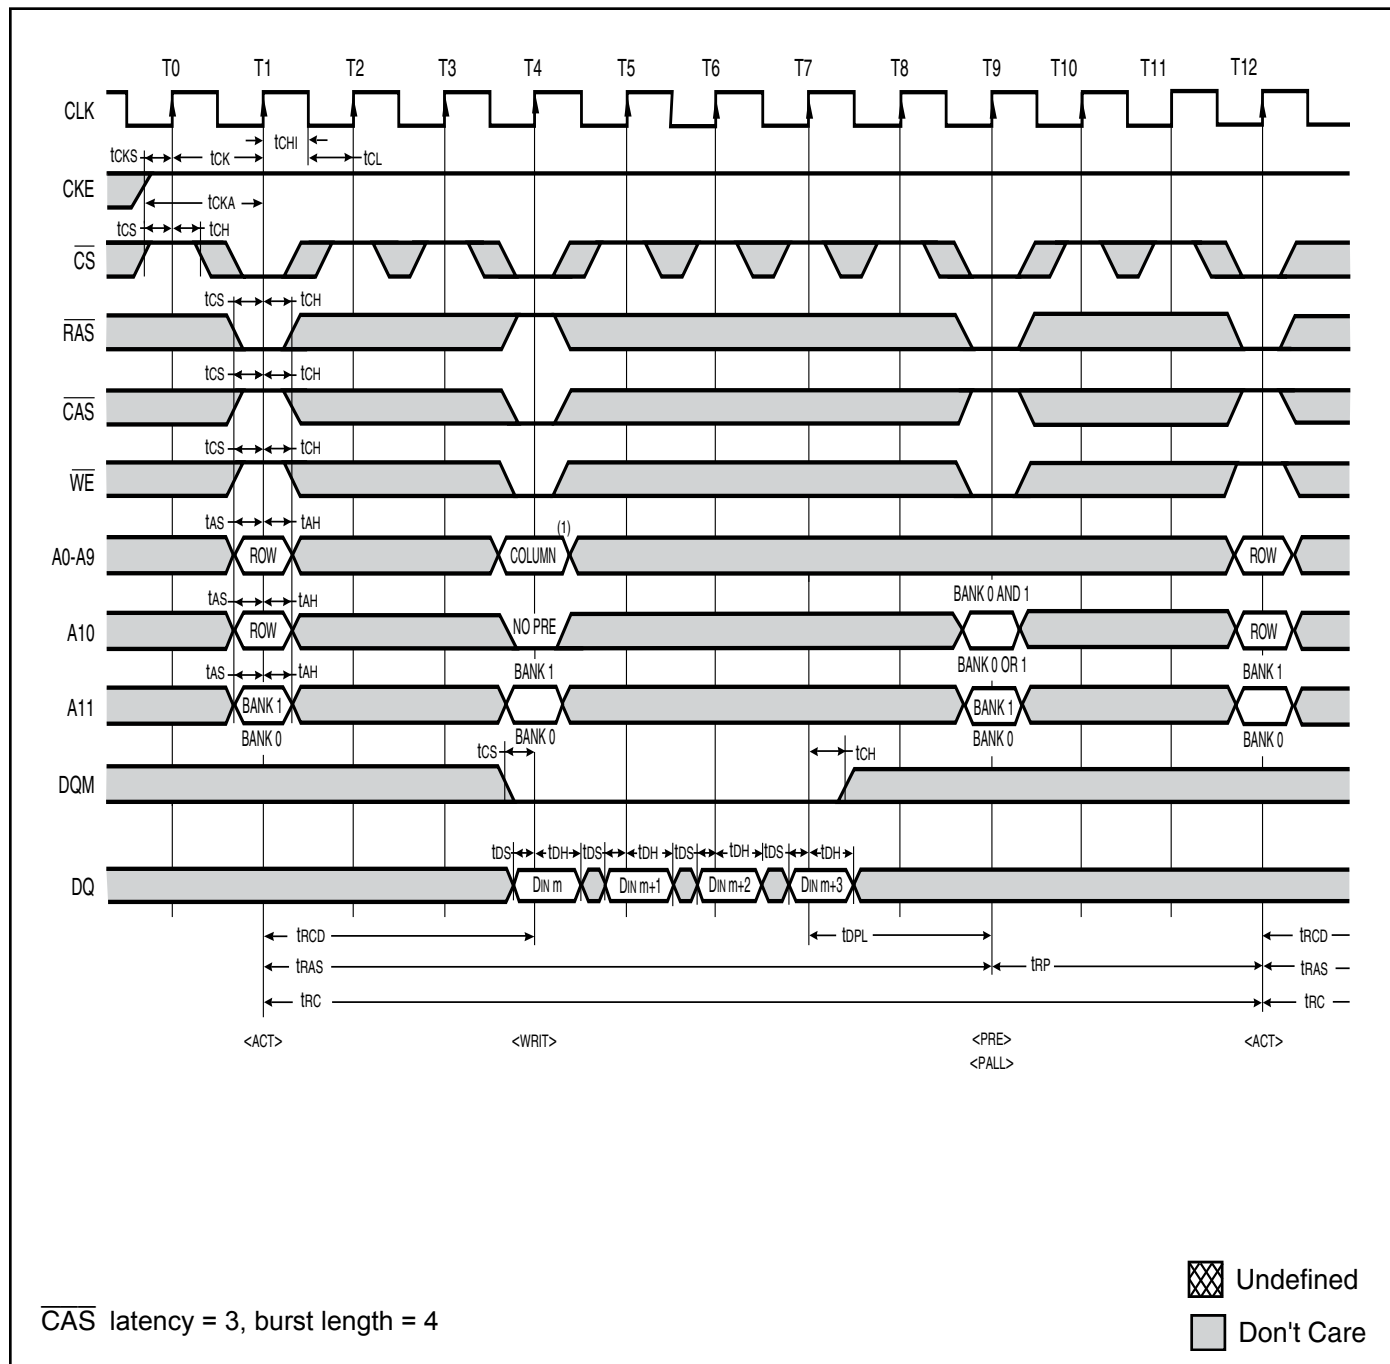 T0 T1 T2 T3 T4 T5 T6 T7 T8 T9 T10 T11 T12
CLK
tCHI
tCKS tCK tCL
CKE
tCKA
tCS tCH
CS
tCS tCH
RAS
tCS tCH
CAS
tCS tCH
WE
tAS tAH (1)
A0-A9 ROW COLUMN ROW
tAS tAH BANK 0 AND 1
A10 ROW NO PRE ROW
tAS tAH BANK 1 BANK 0 OR 1 BANK 1
A11 BANK 1 BANK 1
BANK 0 BANK 0 BANK 0 BANK 0
tCS tCH
DQM
tDS tDH tDS tDH tDS tDH tDS tDH
DQ DIN m DIN m+1 DIN m+2 DIN m+3
tRCD tDPL tRCD
tRAS tRP tRAS
tRC tRC
<ACT> <WRIT> <PRE> <ACT>
<PALL>
Undefined
CAS latency = 3, burst length = 4
Don't Care